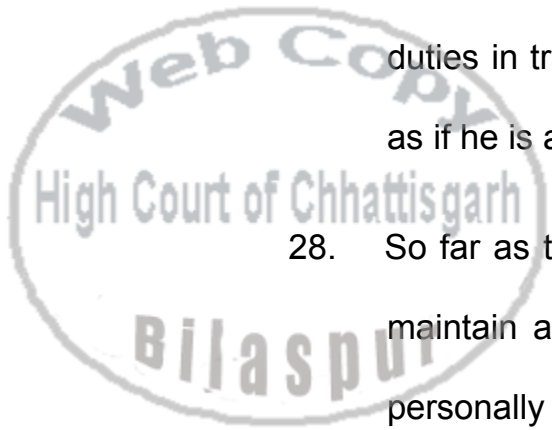 Web Copy
duties in tr
as if he is a
High Court of Chhattisgarh
28. So far as t
maintain a
Bilaspur
personally